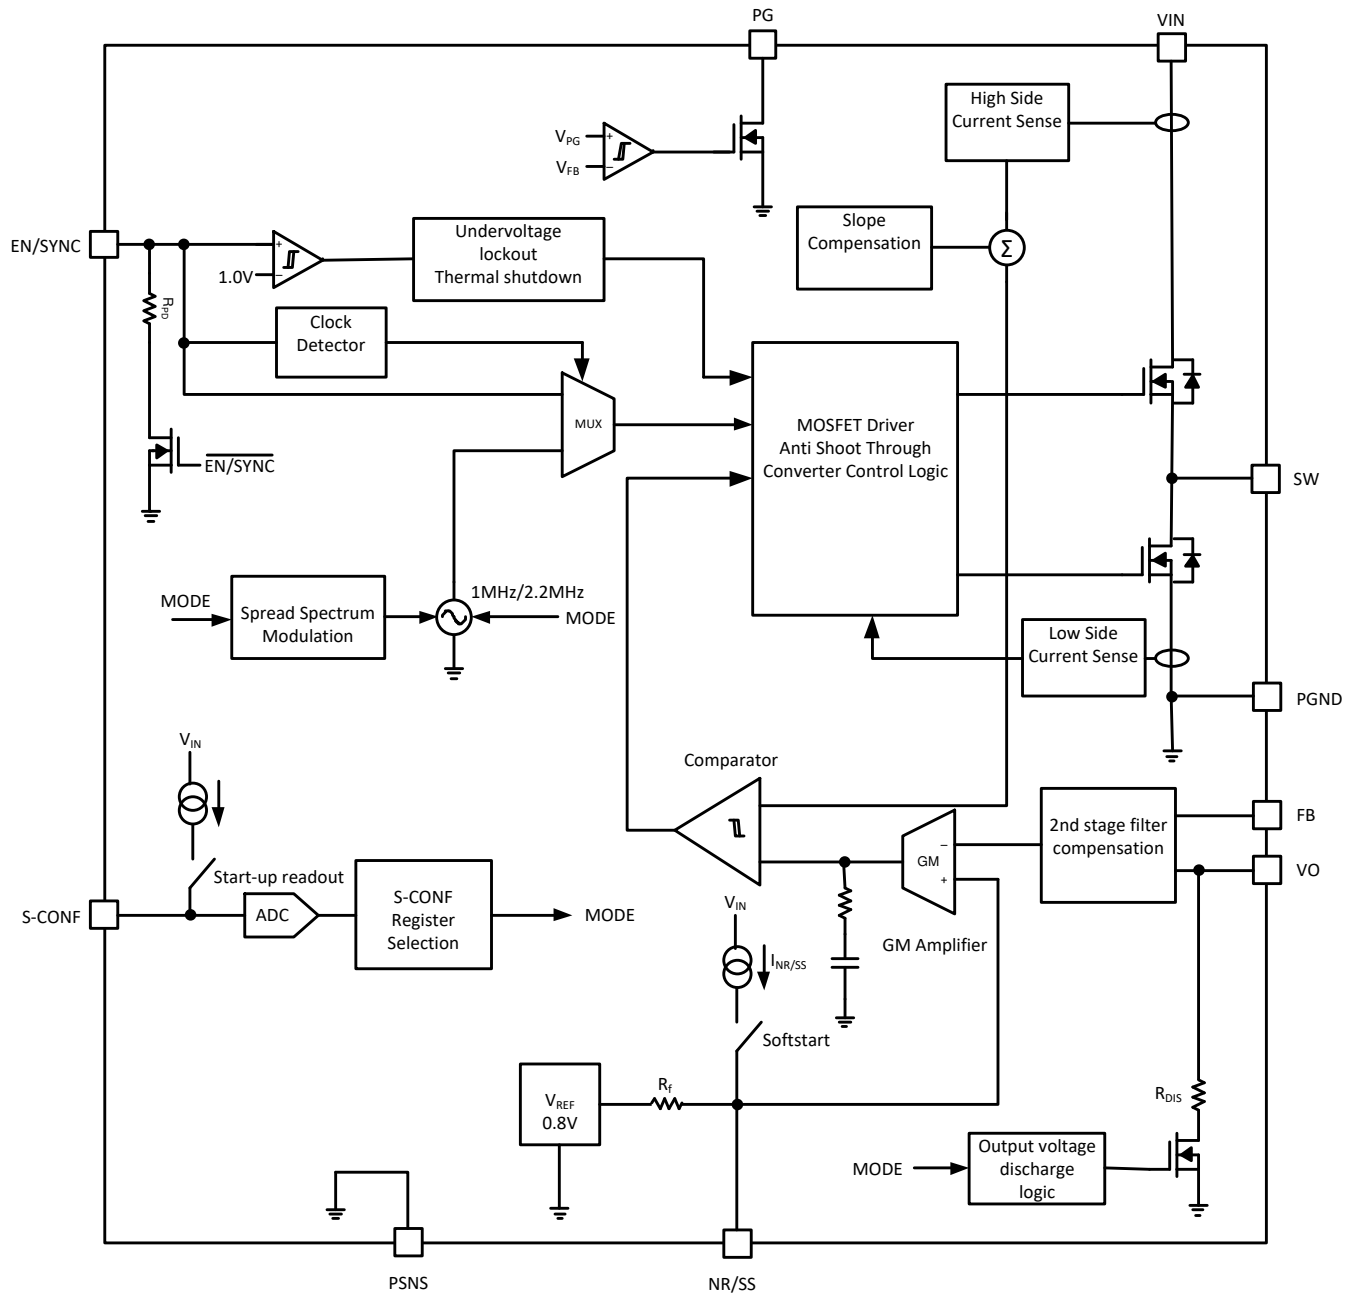 PG
VIN
High Side
Current Sense
V_PG
+
V_FB
−
Slope
Compensation
Σ
EN/SYNC
+
1.0V
−
Undervoltage
lockout
Thermal shutdown
R_PD
Clock
Detector
MUX
EN/SYNC
MOSFET Driver
Anti Shoot Through
Converter Control Logic
SW
MODE
Spread Spectrum
Modulation
1MHz/2.2MHz
MODE
Low Side
Current Sense
PGND
V_IN
Comparator
FB
2nd stage filter
compensation
GM
−
+
VO
Start-up readout
S-CONF
ADC
S-CONF
Register
Selection
MODE
V_IN
GM Amplifier
I_NR/SS
Softstart
V_REF
0.8V
R_f
R_DIS
MODE
Output voltage
discharge
logic
PSNS
NR/SS